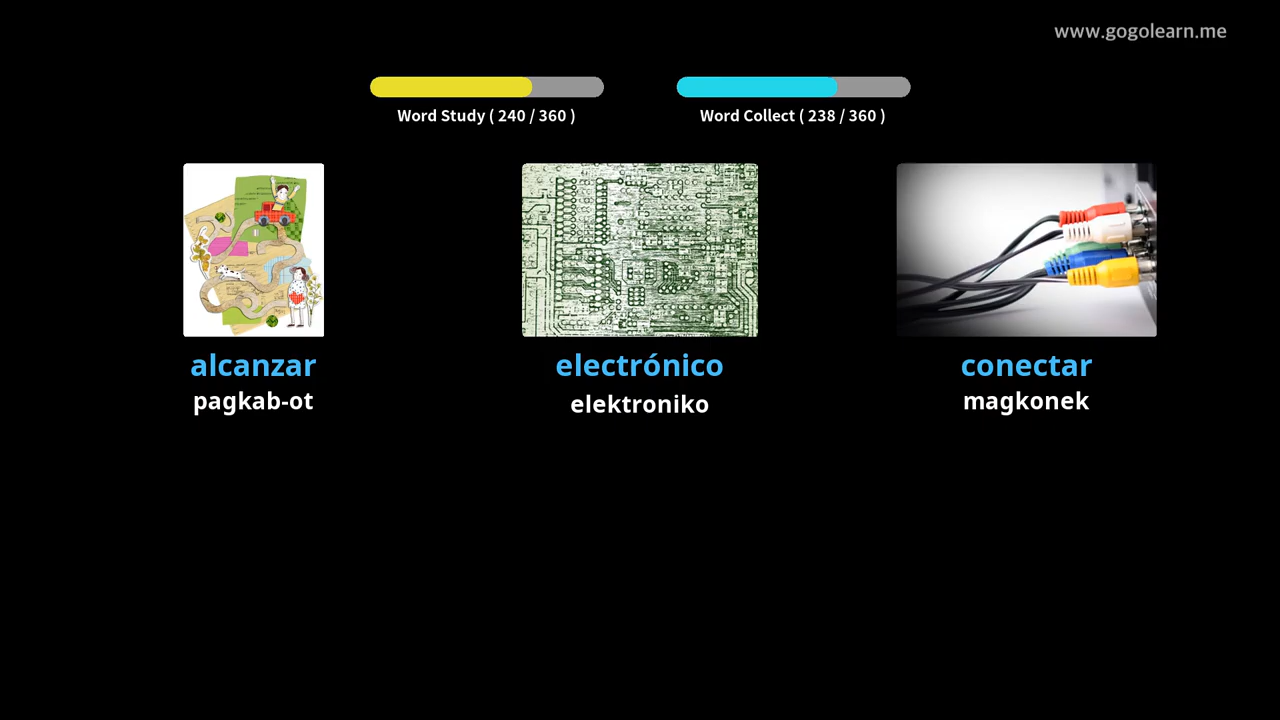 www.gogolearn.me
Word Study ( 240 / 360 )
Word Collect ( 238 / 360 )
alcanzar
pagkab-ot
electrónico
elektroniko
conectar
magkonek